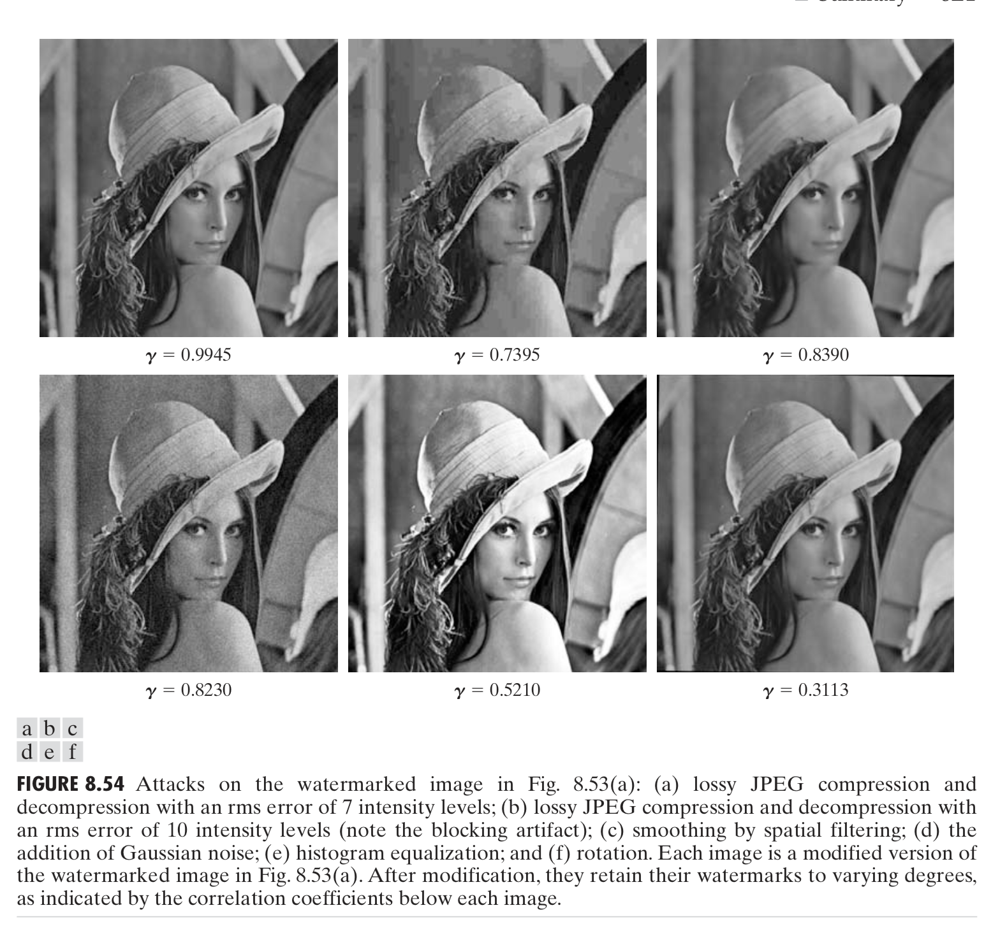 γ = 0.9945
γ = 0.7395
γ = 0.8390
γ = 0.8230
γ = 0.5210
γ = 0.3113
a b c
d e f
FIGURE 8.54 Attacks on the watermarked image in Fig. 8.53(a): (a) lossy JPEG compression and
decompression with an rms error of 7 intensity levels; (b) lossy JPEG compression and decompression with
an rms error of 10 intensity levels (note the blocking artifact); (c) smoothing by spatial filtering; (d) the
addition of Gaussian noise; (e) histogram equalization; and (f) rotation. Each image is a modified version of
the watermarked image in Fig. 8.53(a). After modification, they retain their watermarks to varying degrees,
as indicated by the correlation coefficients below each image.